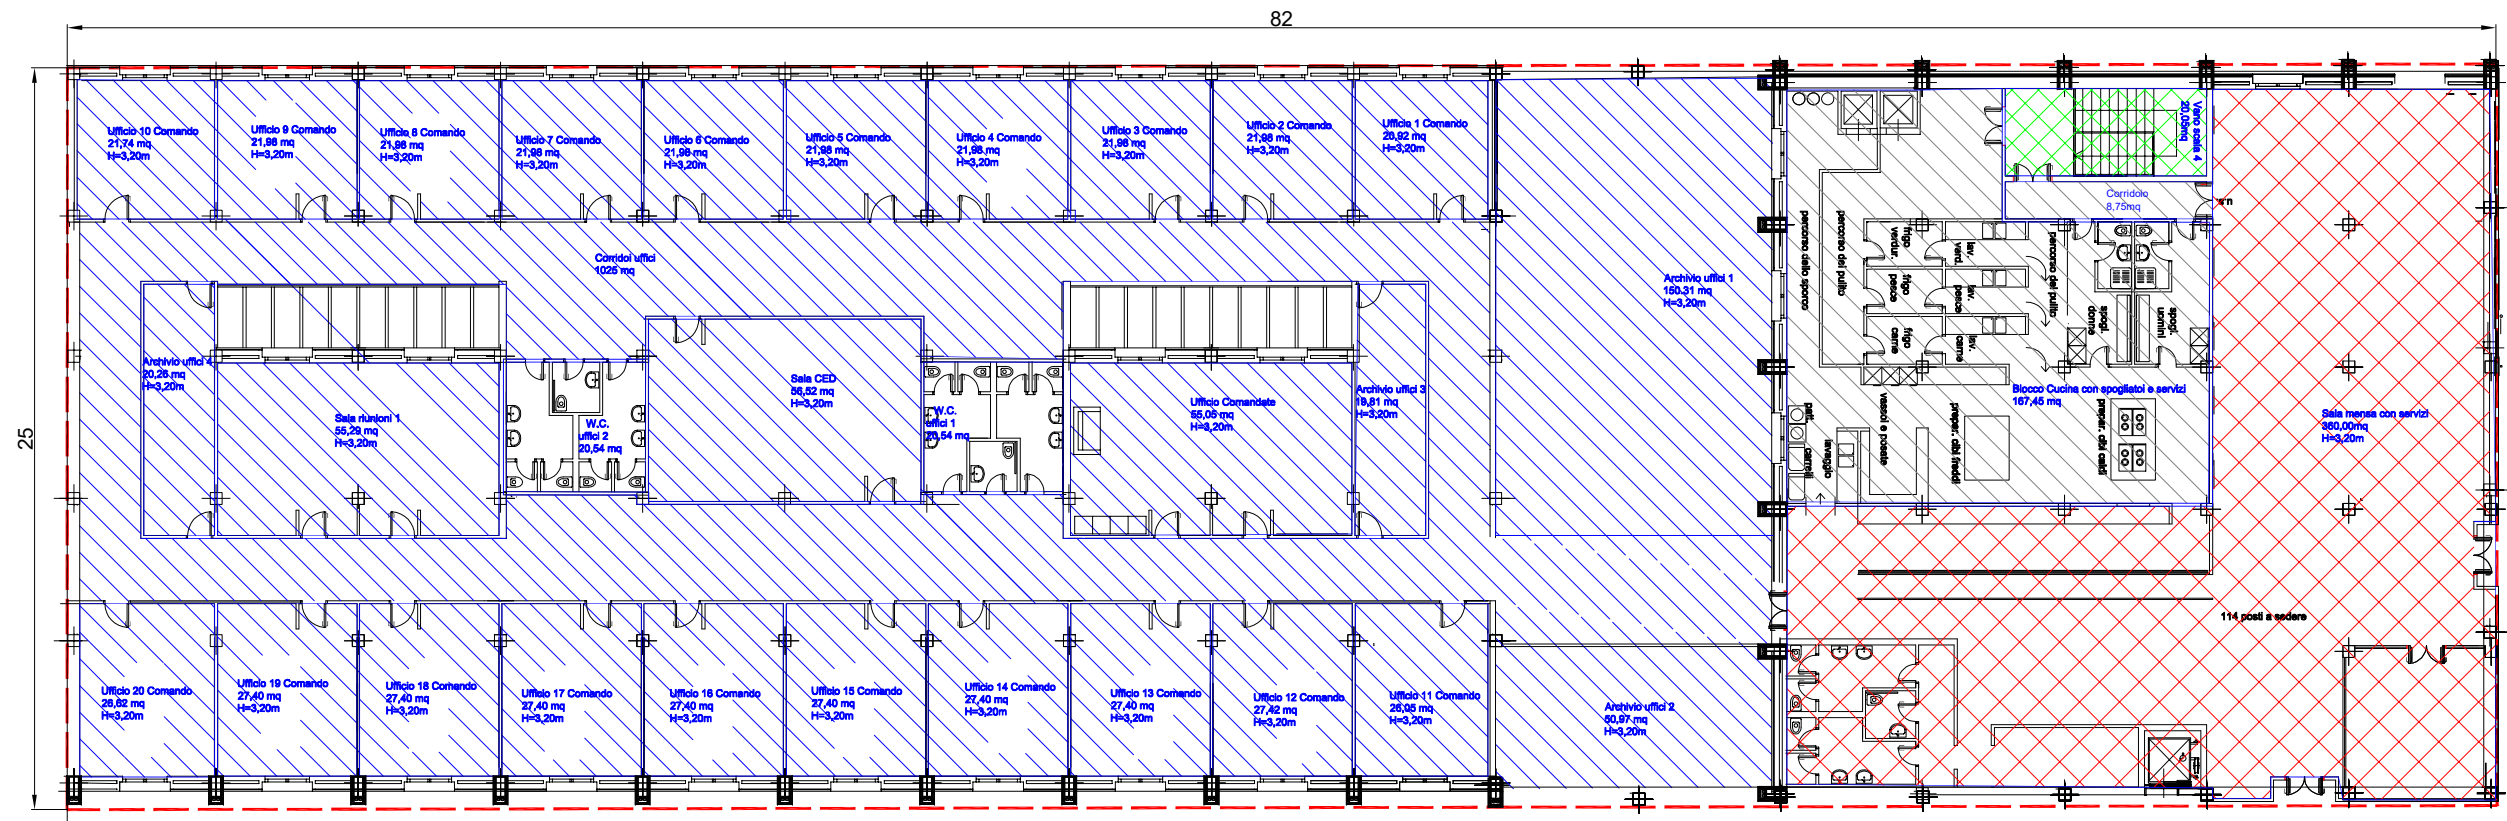 82
25
Ufficio 10 Comando
21,74 mq
H=3,20m
Ufficio 9 Comando
21,98 mq
H=3,20m
Ufficio 8 Comando
21,98 mq
H=3,20m
Ufficio 7 Comando
21,98 mq
H=3,20m
Ufficio 6 Comando
21,98 mq
H=3,20m
Ufficio 5 Comando
21,98 mq
H=3,20m
Ufficio 4 Comando
21,98 mq
H=3,20m
Ufficio 3 Comando
21,98 mq
H=3,20m
Ufficio 2 Comando
21,98 mq
H=3,20m
Ufficio 1 Comando
20,92 mq
H=3,20m
Vano scala 4
20,05mq
Corridoio
8,75mq
U.S.
Corridoi uffici
1025 mq
Archivio uffici 1
150.31 mq
H=3,20m
percorso dello sporco
percorso del pulito
frigo
verdur.
lav.
verd.
percorso del pulito
frigo
pesce
lav.
pesce
frigo
carne
lav.
carne
spogl.
donne
spogl.
uomini
Archivio uffici 4
20,26 mq
H=3,20m
Sala riunioni 1
55,29 mq
H=3,20m
W.C.
uffici 2
20,54 mq
Sala CED
56,52 mq
H=3,20m
W.C.
uffici 1
20,54 mq
Ufficio Comandate
55,05 mq
H=3,20m
Archivio uffici 3
19,81 mq
H=3,20m
Blocco Cucina con spogliatoi e servizi
167,45 mq
Sala mensa con servizi
360,00mq
H=3,20m
carrelli
lavaggio
vassoi e posate
prepar. cibi freddi
prepar. cibi caldi
114 posti a sedere
Ufficio 20 Comando
26,62 mq
H=3,20m
Ufficio 19 Comando
27,40 mq
H=3,20m
Ufficio 18 Comando
27,40 mq
H=3,20m
Ufficio 17 Comando
27,40 mq
H=3,20m
Ufficio 16 Comando
27,40 mq
H=3,20m
Ufficio 15 Comando
27,40 mq
H=3,20m
Ufficio 14 Comando
27,40 mq
H=3,20m
Ufficio 13 Comando
27,40 mq
H=3,20m
Ufficio 12 Comando
27,42 mq
H=3,20m
Ufficio 11 Comando
26,05 mq
H=3,20m
Archivio uffici 2
50,97 mq
H=3,20m